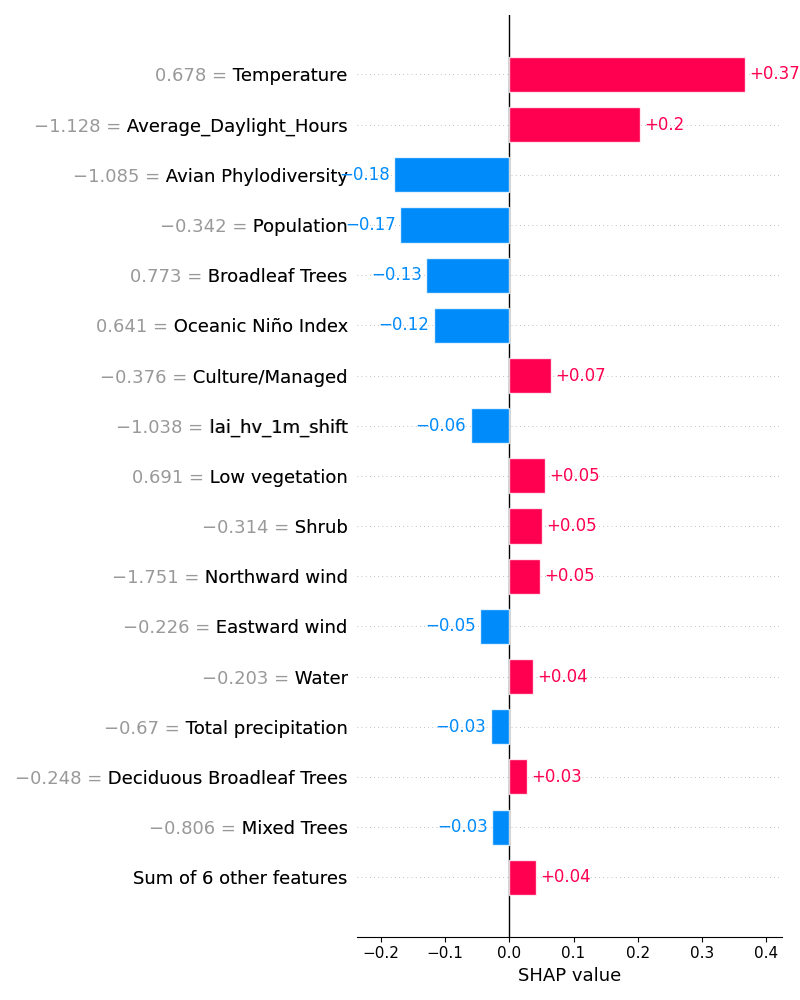 0.678 = Temperature +0.37
−1.128 = Average_Daylight_Hours +0.2
−1.085 = Avian Phylodiversity −0.18
−0.342 = Population −0.17
0.773 = Broadleaf Trees −0.13
0.641 = Oceanic Niño Index −0.12
−0.376 = Culture/Managed +0.07
−1.038 = lai_hv_1m_shift −0.06
0.691 = Low vegetation +0.05
−0.314 = Shrub +0.05
−1.751 = Northward wind +0.05
−0.226 = Eastward wind −0.05
−0.203 = Water +0.04
−0.67 = Total precipitation −0.03
−0.248 = Deciduous Broadleaf Trees +0.03
−0.806 = Mixed Trees −0.03
Sum of 6 other features +0.04
−0.2 −0.1 0.0 0.1 0.2 0.3 0.4
SHAP value